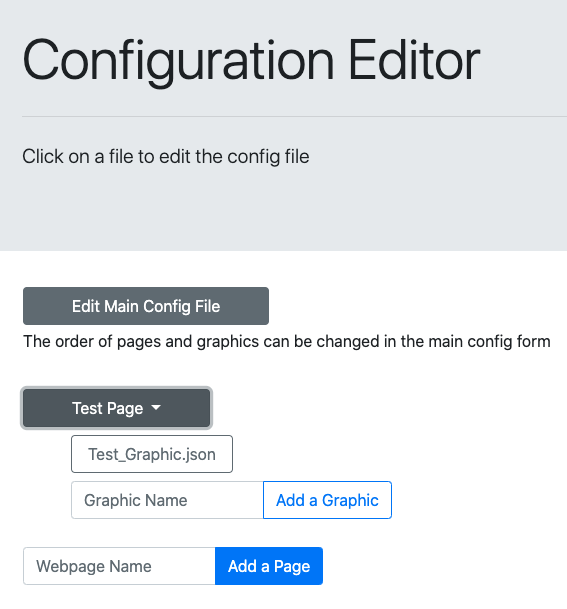 Configuration Editor
Click on a file to edit the config file
Edit Main Config File
The order of pages and graphics can be changed in the main config form
Test Page
Test_Graphic.json
Graphic Name Add a Graphic
Webpage Name Add a Page